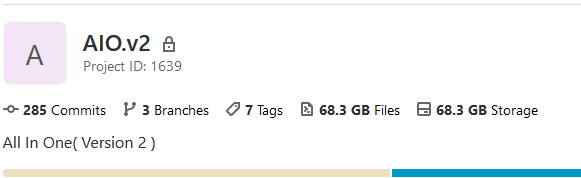 A
AIO.v2
Project ID: 1639
285 Commits 3 Branches 7 Tags 68.3 GB Files 68.3 GB Storage
All In One( Version 2 )